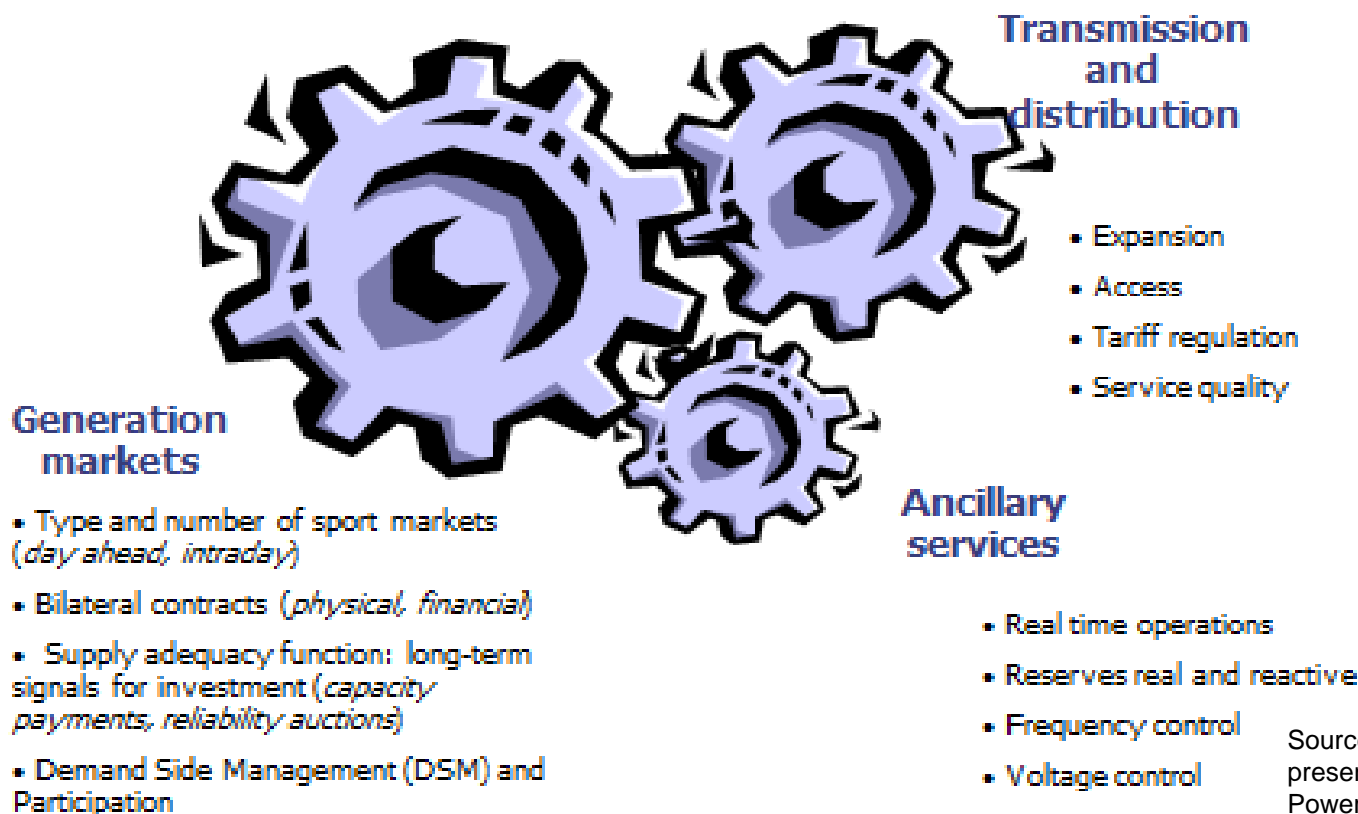 Transmission
and
distribution
• Expansion
• Access
• Tariff regulation
• Service quality
Generation
markets
• Type and number of sport markets
(day ahead, intraday)
• Bilateral contracts (physical, financial)
• Supply adequacy function: long-term
signals for investment (capacity
payments, reliability auctions)
• Demand Side Management (DSM) and
Participation
Ancillary
services
• Real time operations
• Reserves real and reactive
• Frequency control
• Voltage control
Power